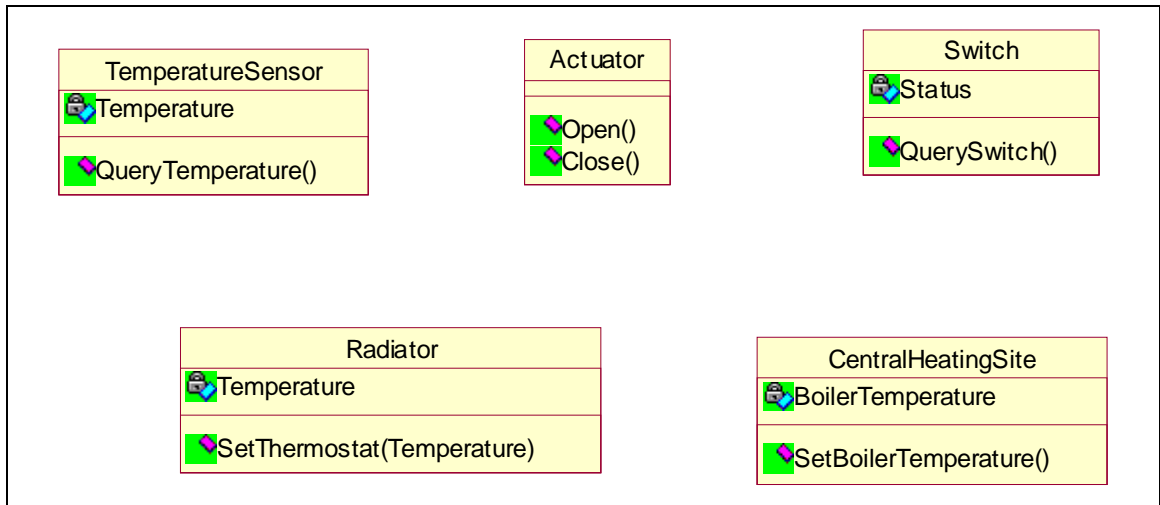 TemperatureSensor
Temperature
QueryTemperature()
Actuator
Open()
Close()
Switch
Status
QuerySwitch()
Radiator
Temperature
SetThermostat(Temperature)
CentralHeatingSite
BoilerTemperature
SetBoilerTemperature()